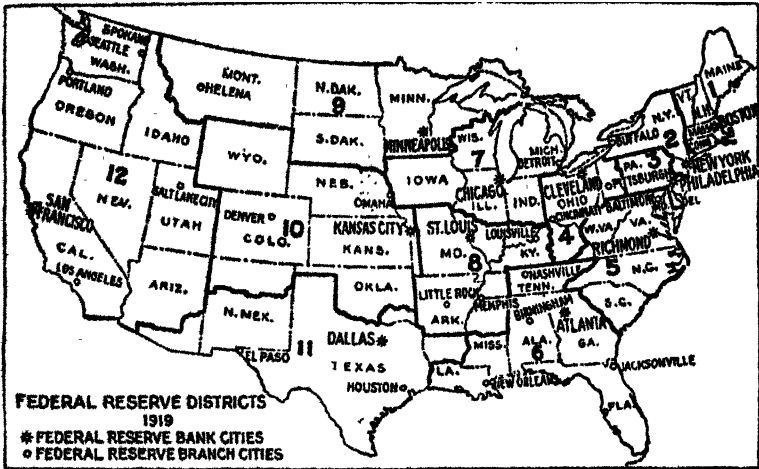 SPOKANE
SEATTLE
WASH.
PORTLAND
OREGON
IDAHO
MONT.
HELENA
N.DAK.
9
S.DAK.
MINN.
MINNEAPOLIS
WIS.
7
MICH.
DETROIT
CHICAGO
ILL.
IND.
IOWA
WYO.
NEB.
OMAHA
12
NEV.
SALT LAKE CITY
UTAH
SAN
FRANCISCO
CAL.
LOS ANGELES
ARIZ.
DENVER
COLO.
10
KANSAS CITY
KANS.
ST. LOUIS
MO.
8
LOUISVILLE
KY.
CLEVELAND
OHIO
CINCINNATI
4
PITTSBURGH
PA.
3
BUFFALO
N.Y.
2
VT.
N.H.
MAINE
1
BOSTON
MASS.
CONN.
NEW YORK
PHILADELPHIA
DEL
BALTIMORE
W.VA.
VA.
RICHMOND
5
N.C.
S.C.
NASHVILLE
TENN.
MEMPHIS
LITTLE ROCK
ARK.
OKLA.
N.MEX.
EL PASO
11
DALLAS
TEXAS
HOUSTON
LA.
MISS.
NEW ORLEANS
BIRMINGHAM
ALA.
6
ATLANTA
GA.
JACKSONVILLE
FLA.
FEDERAL RESERVE DISTRICTS
1919
FEDERAL RESERVE BANK CITIES
FEDERAL RESERVE BRANCH CITIES